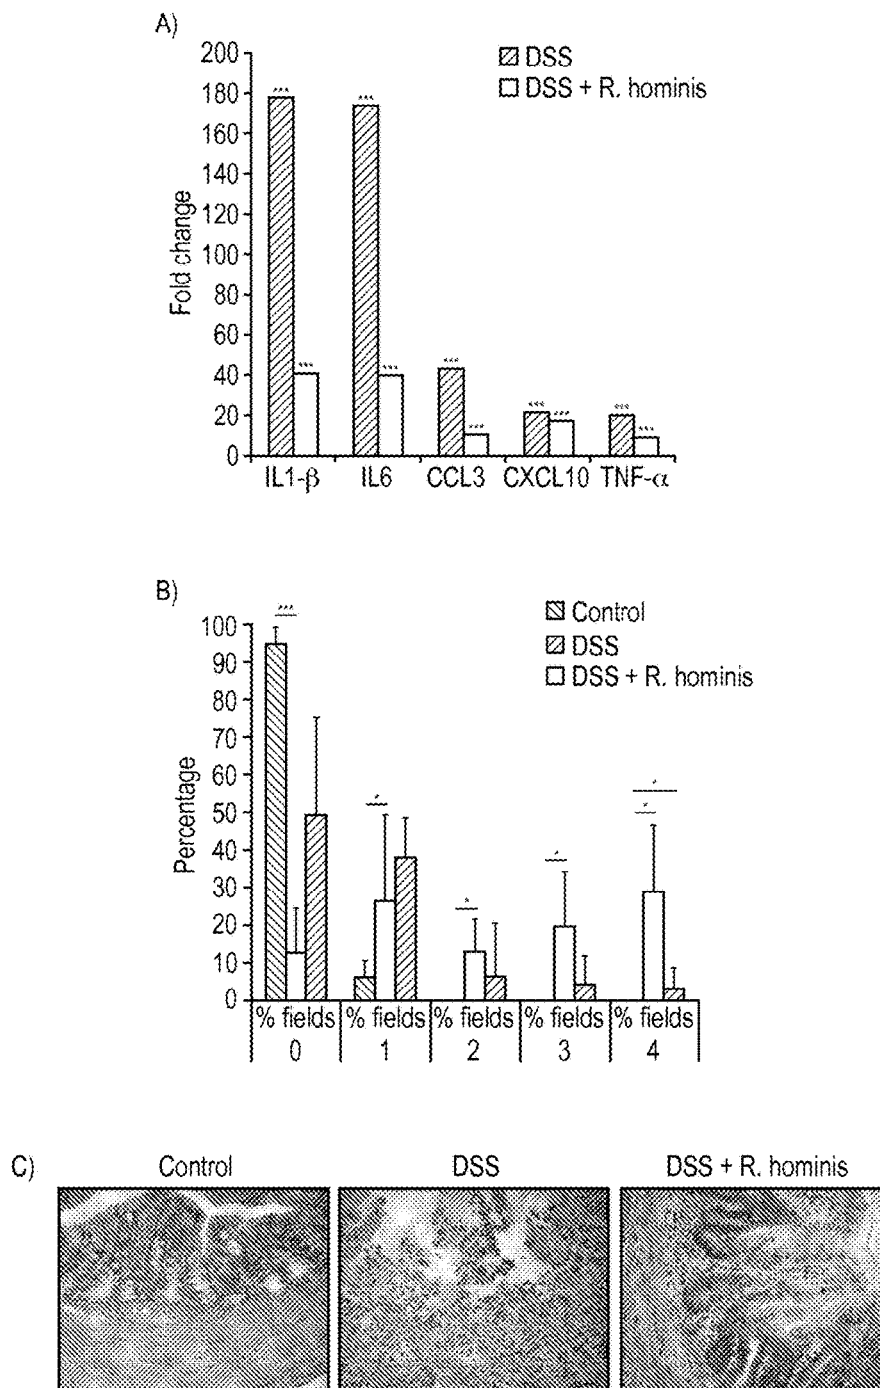 A)
200
180
160
140
120
100
80
60
40
20
0
Fold change
DSS
DSS + R. hominis
***
***
***
***
***
***
***
***
***
***
IL1-β IL6 CCL3 CXCL10 TNF-α
B)
100
90
80
70
60
50
40
30
20
10
0
Percentage
Control
DSS
DSS + R. hominis
***
*
*
*
*
*
% fields % fields % fields % fields % fields
0 1 2 3 4
C)
Control DSS DSS + R. hominis